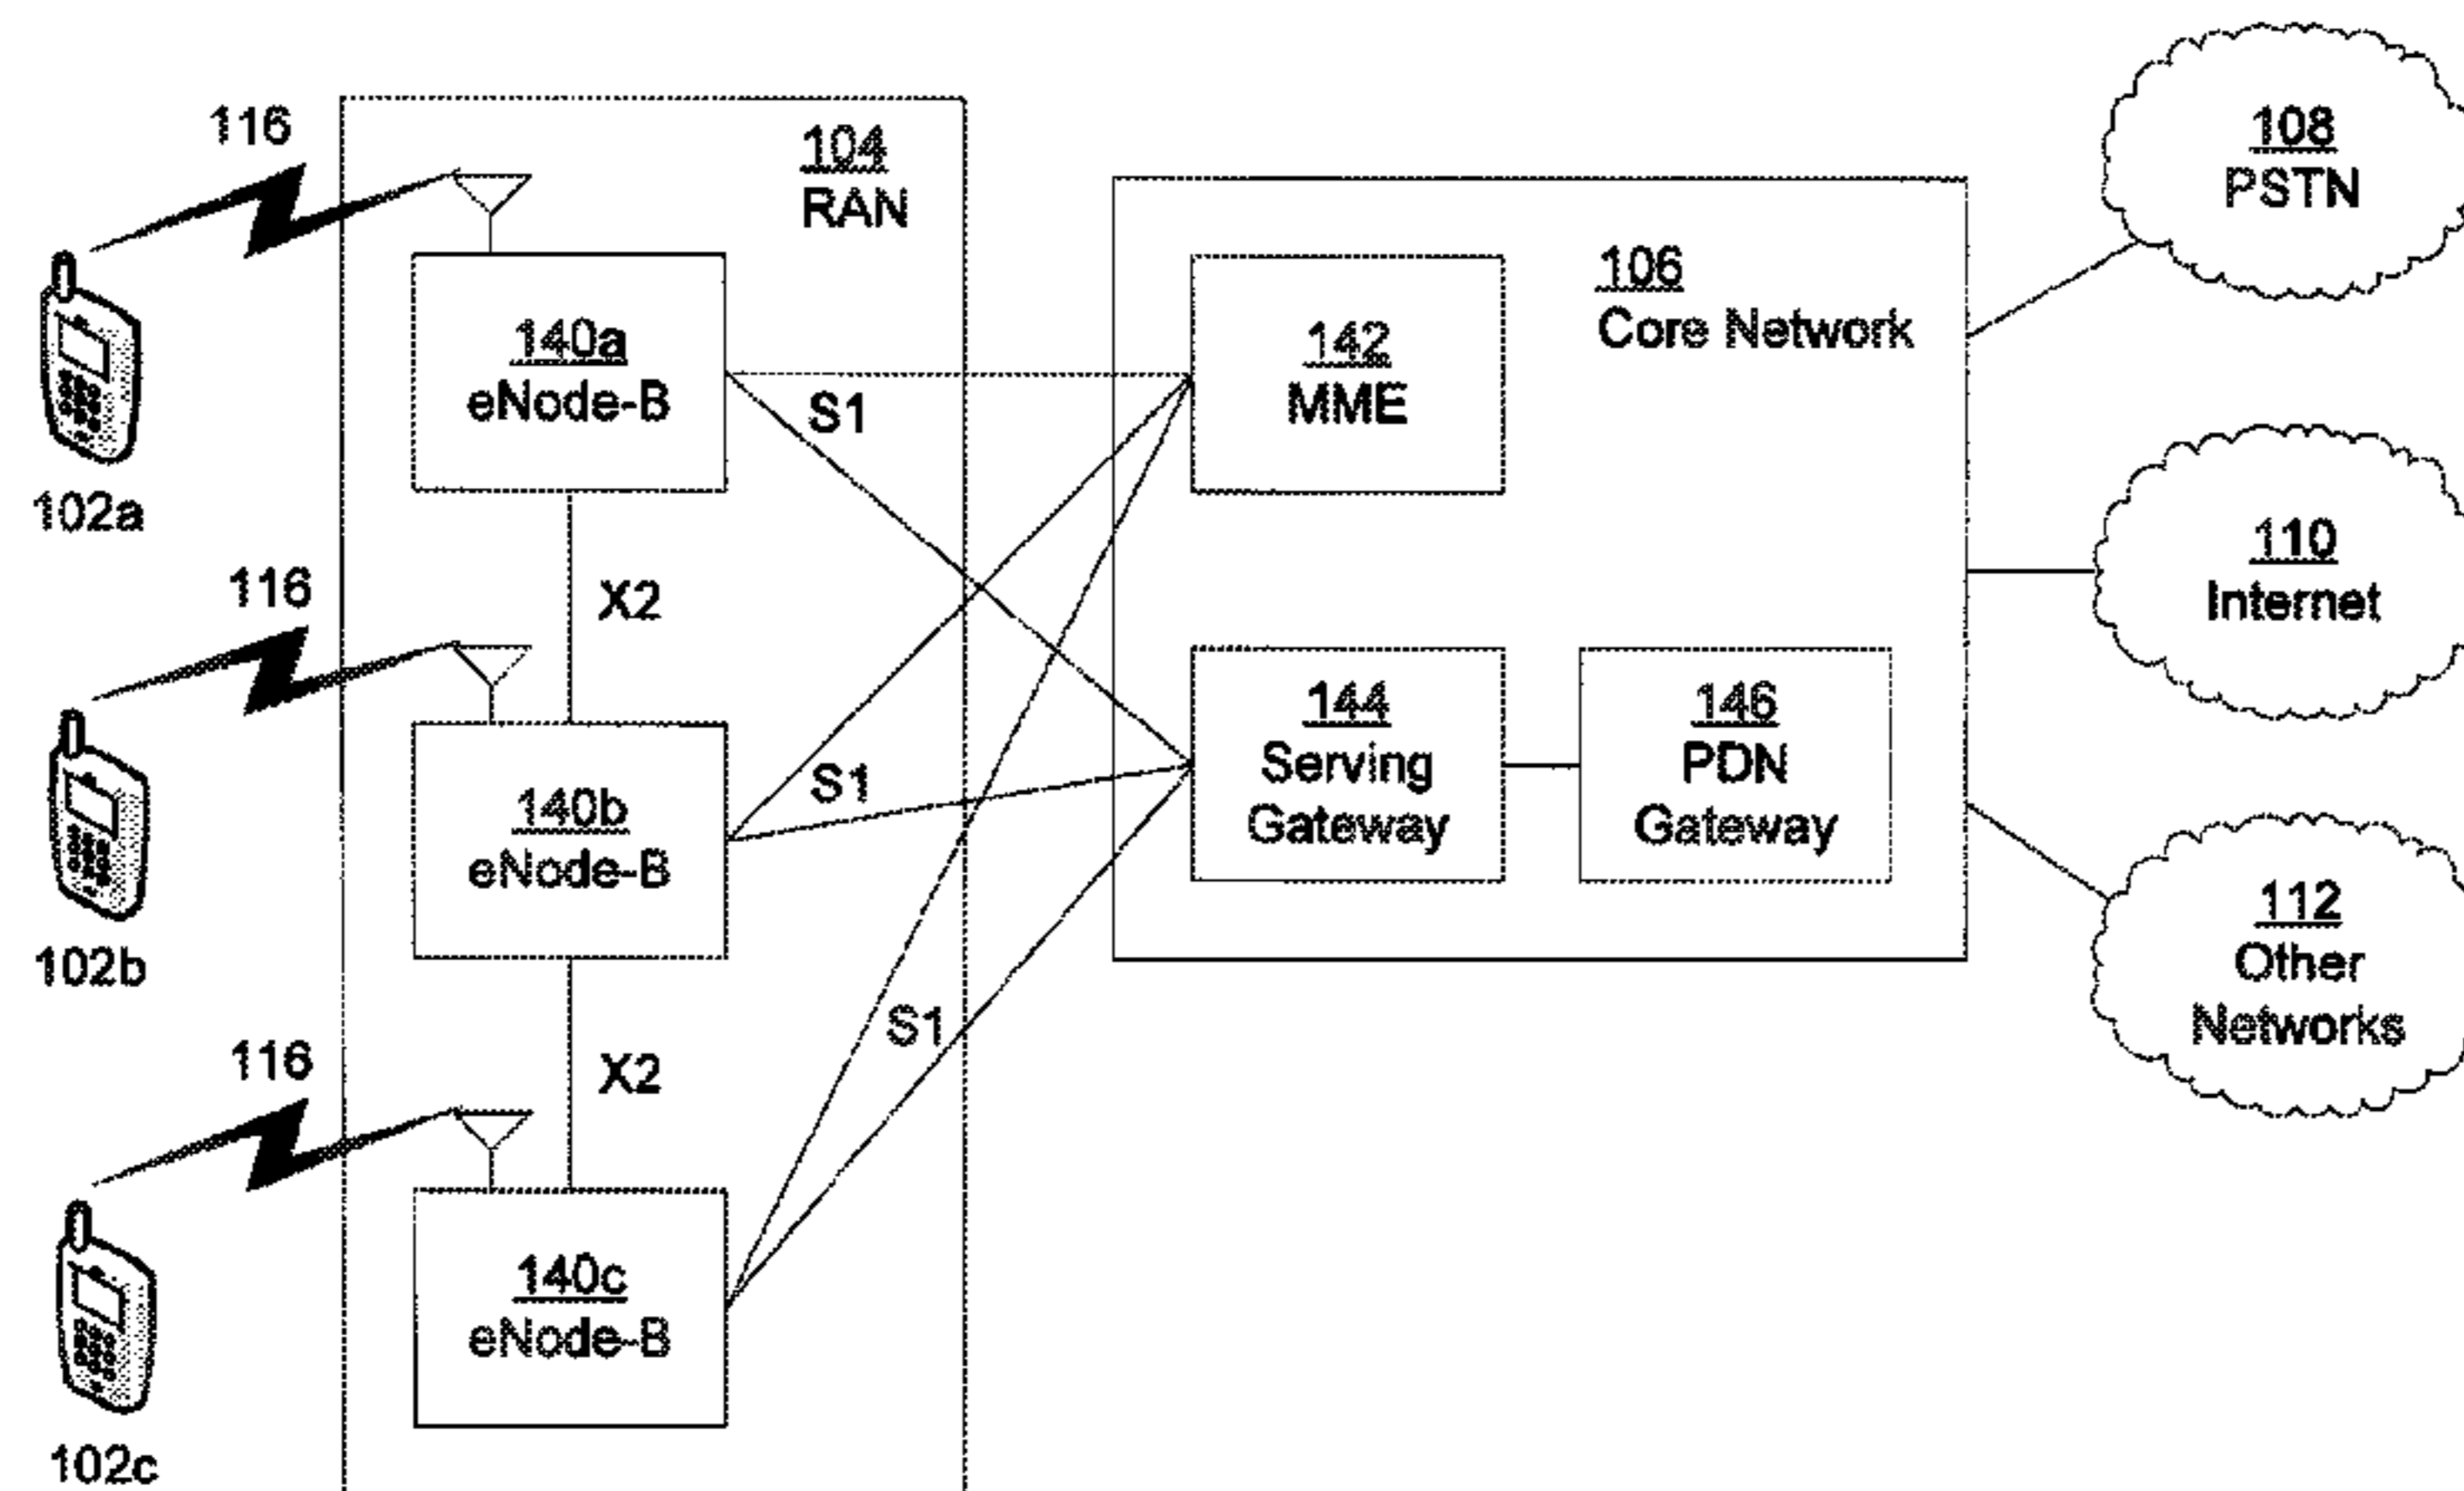 116
104
RAN
108
PSTN
102a
140a
eNode-B
S1
142
MME
106
Core Network
X2
110
Internet
116
102b
140b
eNode-B
S1
144
Serving
Gateway
146
PDN
Gateway
112
Other
Networks
S1
X2
116
102c
140c
eNode-B